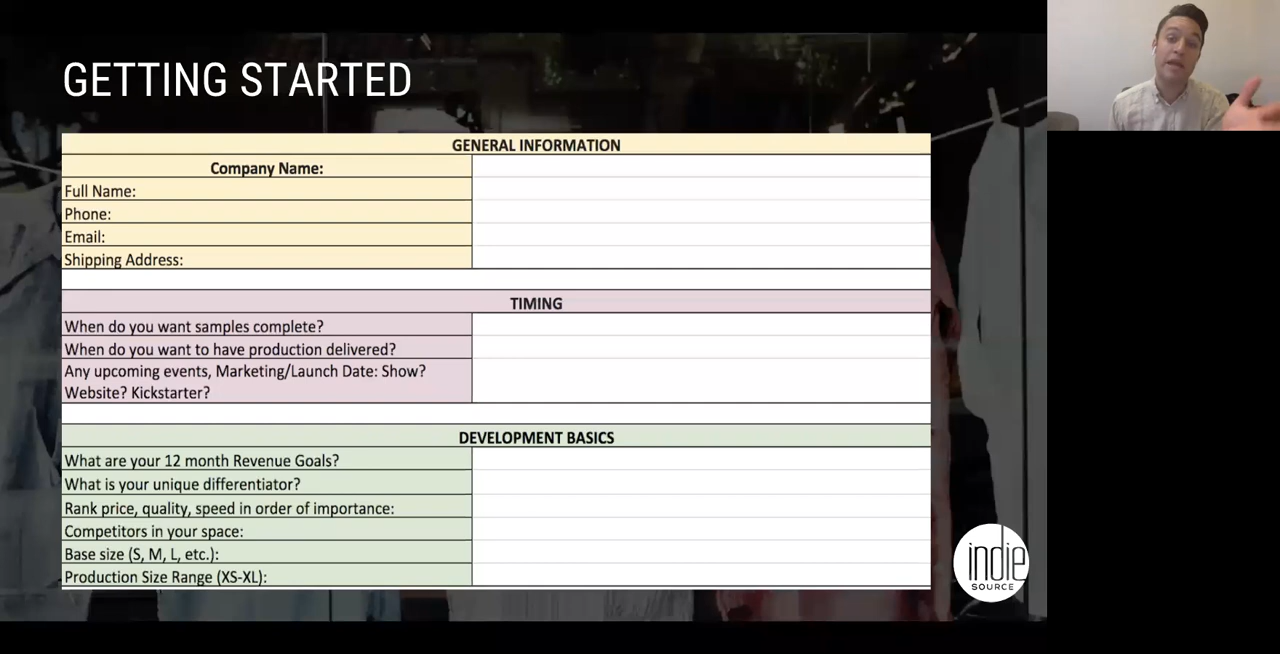 GETTING STARTED
GENERAL INFORMATION
Company Name:
Full Name:
Phone:
Email:
Shipping Address:
TIMING
When do you want samples complete?
When do you want to have production delivered?
Any upcoming events, Marketing/Launch Date: Show?
Website? Kickstarter?
DEVELOPMENT BASICS
What are your 12 month Revenue Goals?
What is your unique differentiator?
Rank price, quality, speed in order of importance:
Competitors in your space:
Base size (S, M, L, etc.):
Production Size Range (XS-XL):
indie
SOURCE